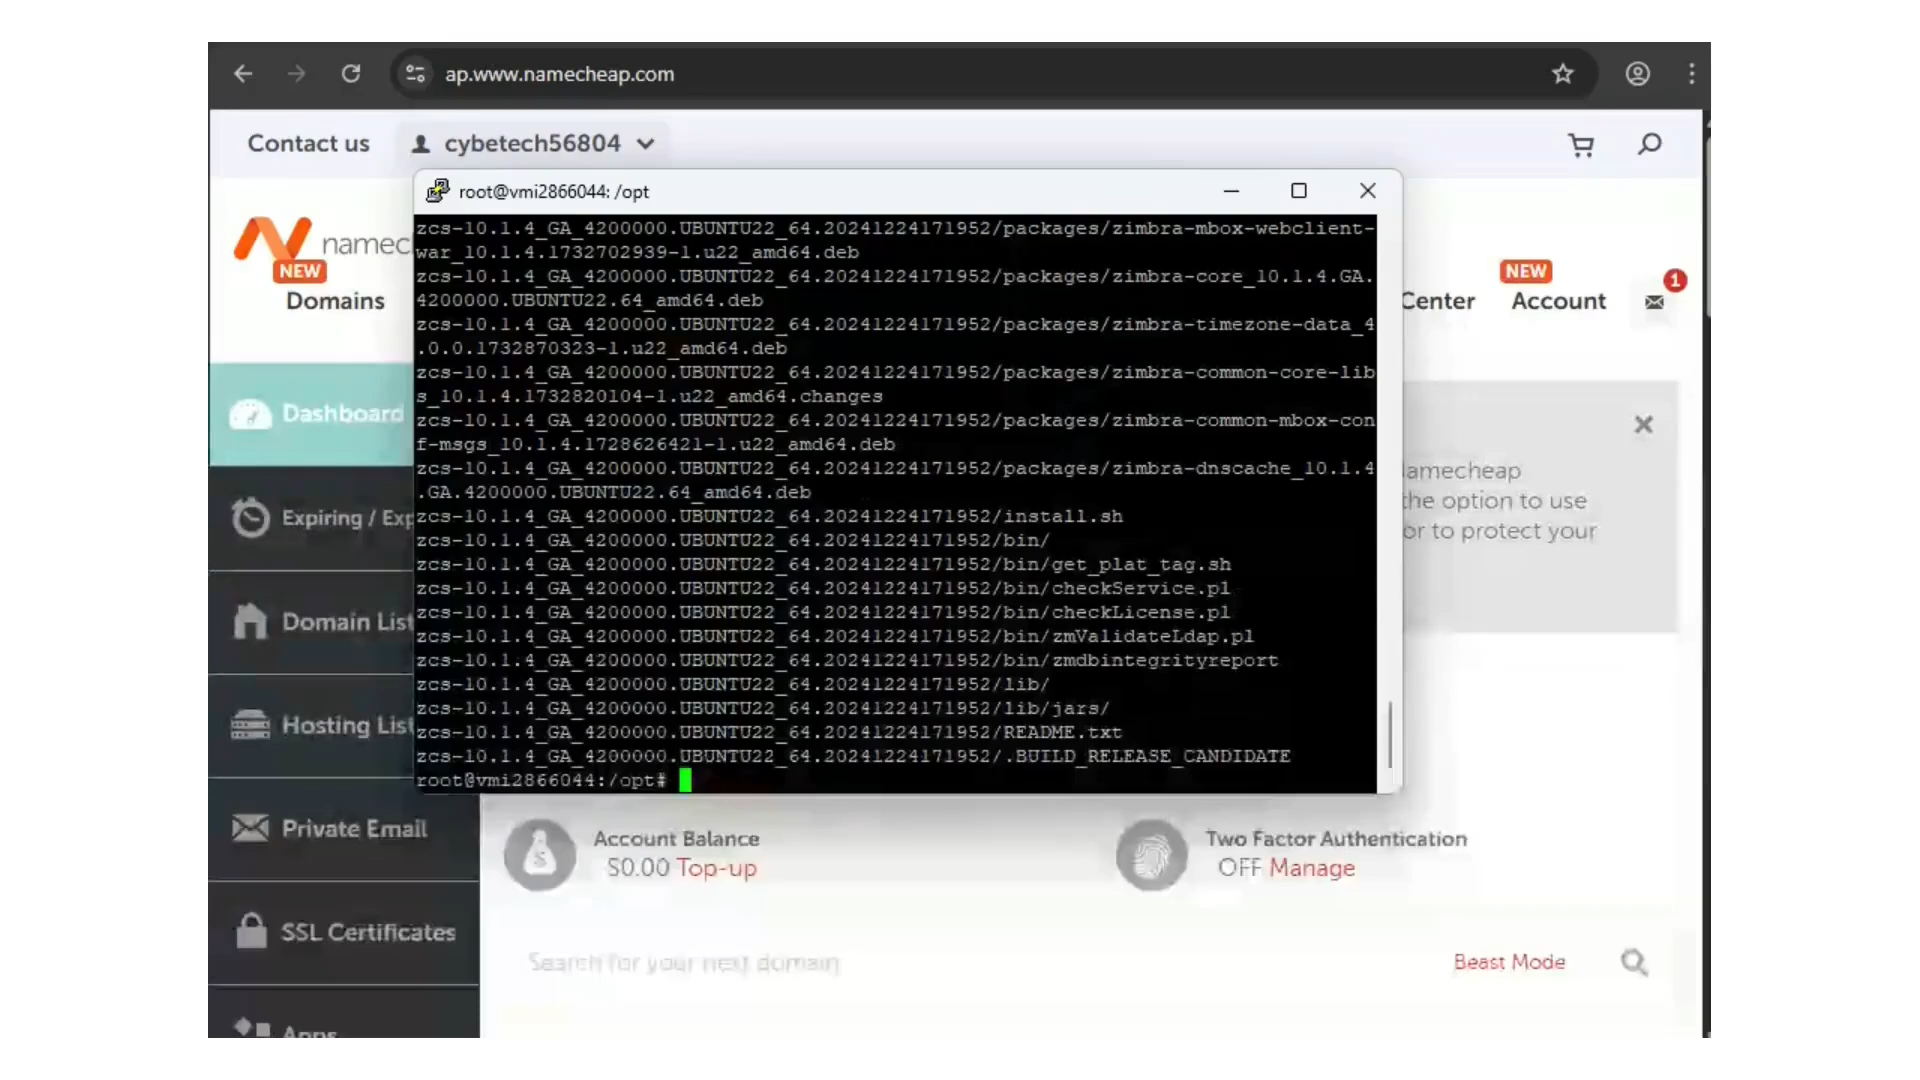 ap.www.namecheap.com
Contact us
cybetech56804
root@vmi2866044: /opt
namec
NEW
Domains
NEW
Center
Account
1
zcs-10.1.4_GA_4200000.UBUNTU22_64.20241224171952/packages/zimbra-mbox-webclient-
war_10.1.4.1732702939-1.u22_amd64.deb
zcs-10.1.4_GA_4200000.UBUNTU22_64.20241224171952/packages/zimbra-core_10.1.4.GA.
4200000.UBUNTU22.64_amd64.deb
zcs-10.1.4_GA_4200000.UBUNTU22_64.20241224171952/packages/zimbra-timezone-data_4
.0.0.1732870323-1.u22_amd64.deb
zcs-10.1.4_GA_4200000.UBUNTU22_64.20241224171952/packages/zimbra-common-core-lib
s_10.1.4.1732820104-1.u22_amd64.changes
zcs-10.1.4_GA_4200000.UBUNTU22_64.20241224171952/packages/zimbra-common-mbox-con
f-msgs_10.1.4.1728626421-1.u22_amd64.deb
zcs-10.1.4_GA_4200000.UBUNTU22_64.20241224171952/packages/zimbra-dnscache_10.1.4
.GA.4200000.UBUNTU22.64_amd64.deb
zcs-10.1.4_GA_4200000.UBUNTU22_64.20241224171952/install.sh
zcs-10.1.4_GA_4200000.UBUNTU22_64.20241224171952/bin/
zcs-10.1.4_GA_4200000.UBUNTU22_64.20241224171952/bin/get_plat_tag.sh
zcs-10.1.4_GA_4200000.UBUNTU22_64.20241224171952/bin/checkService.pl
zcs-10.1.4_GA_4200000.UBUNTU22_64.20241224171952/bin/checkLicense.pl
zcs-10.1.4_GA_4200000.UBUNTU22_64.20241224171952/bin/zmValidateLdap.pl
zcs-10.1.4_GA_4200000.UBUNTU22_64.20241224171952/bin/zmdbintegrityreport
zcs-10.1.4_GA_4200000.UBUNTU22_64.20241224171952/lib/
zcs-10.1.4_GA_4200000.UBUNTU22_64.20241224171952/lib/jars/
zcs-10.1.4_GA_4200000.UBUNTU22_64.20241224171952/README.txt
zcs-10.1.4_GA_4200000.UBUNTU22_64.20241224171952/.BUILD_RELEASE_CANDIDATE
root@vmi2866044:/opt#
Dashboard
Expiring / Exp
Domain List
Hosting List
Private Email
SSL Certificates
Apps
amecheap
the option to use
or to protect your
Account Balance
$0.00 Top-up
Two Factor Authentication
OFF Manage
Search for your next domain
Beast Mode